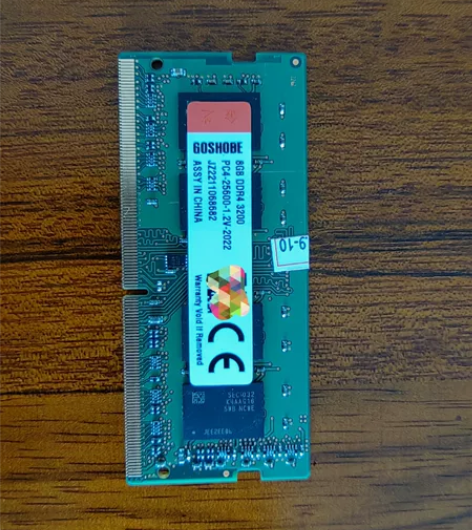 GOSHOBE
8GB DDR4 3200
PC4-25600-1.2V-2022
JZ2211068682
ASSY IN CHINA
Warranty Void If Removed
CE
9-10